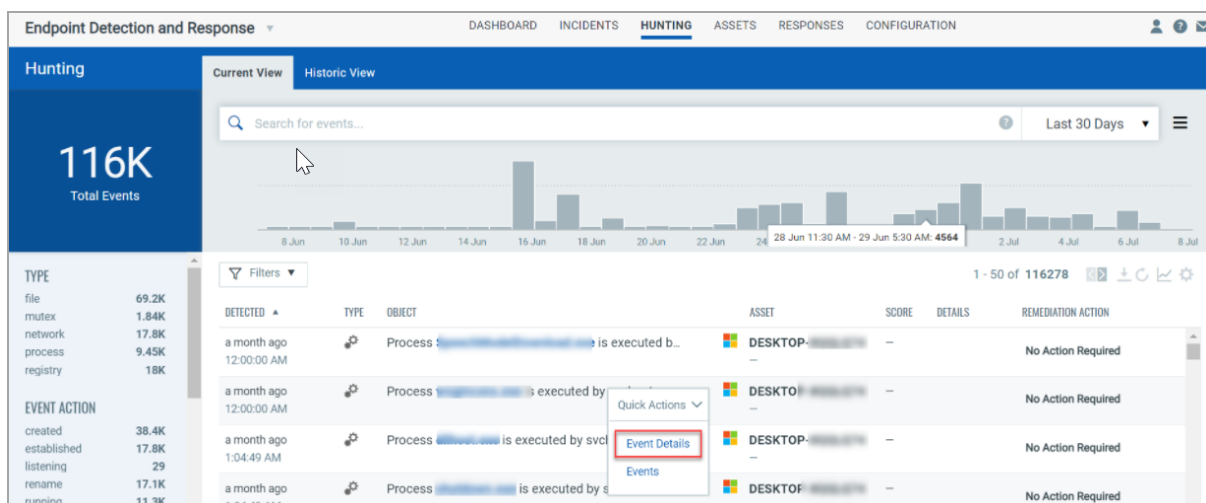 Endpoint Detection and Response
DASHBOARD INCIDENTS HUNTING ASSETS RESPONSES CONFIGURATION
Hunting
Current View Historic View
Search for events...
Last 30 Days
116K
Total Events
8 Jun 10 Jun 12 Jun 14 Jun 16 Jun 18 Jun 20 Jun 22 Jun 24 2 Jul 4 Jul 6 Jul 8 Jul
28 Jun 11:30 AM - 29 Jun 5:30 AM: 4564
Filters
1 - 50 of 116278
TYPE
file 69.2K
mutex 1.84K
network 17.8K
process 9.45K
registry 18K
EVENT ACTION
created 38.4K
established 17.8K
listening 29
rename 17.1K
running 11.3K
DETECTED TYPE OBJECT ASSET SCORE DETAILS REMEDIATION ACTION
a month ago
12:00:00 AM
Process is executed b... DESKTOP- – No Action Required
–
a month ago
12:00:00 AM
Process is executed by DESKTOP – No Action Required
–
a month ago
1:04:49 AM
Process is executed by svcl DESKTOP- – No Action Required
–
a month ago
Process is executed by s DESKTOP – No Action Required
Quick Actions
Event Details
Events